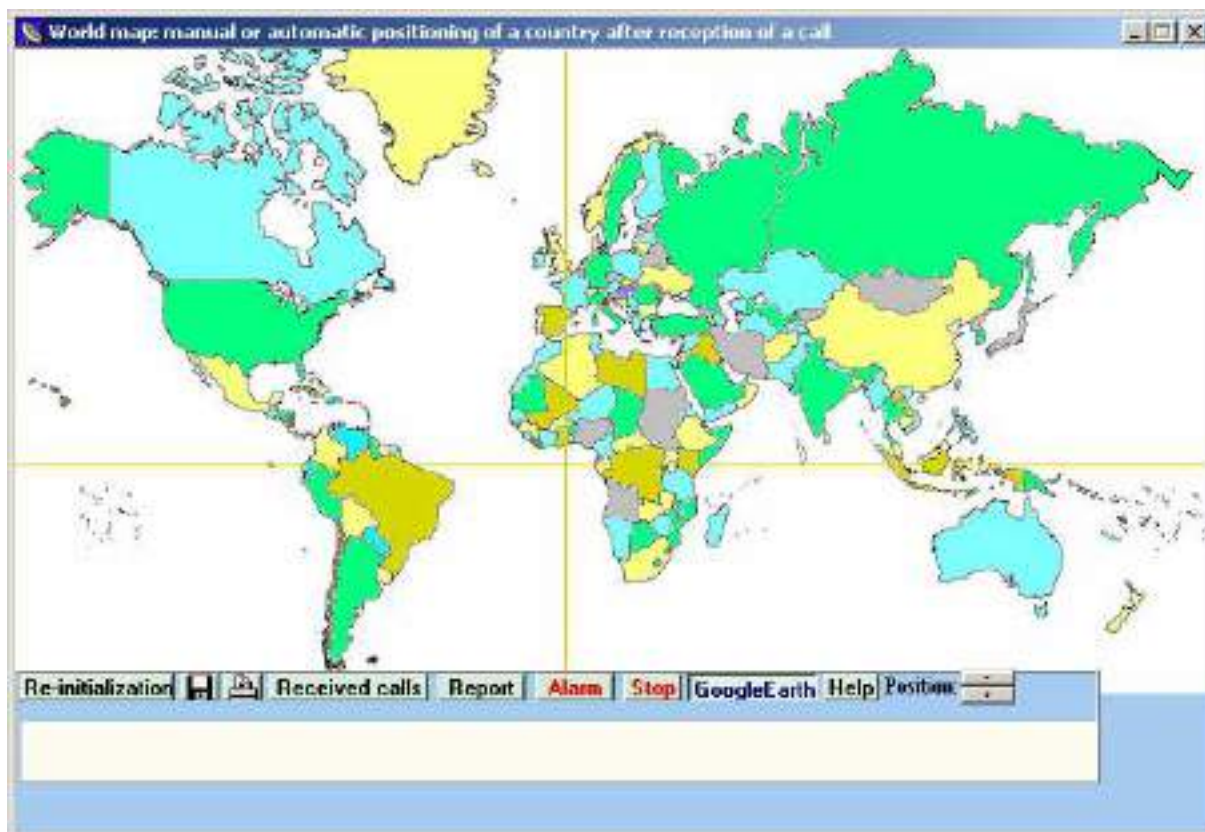 World map: manual or automatic positioning of a country after reception of a call
Re-initialization Received calls Report Alarm Stop GoogleEarth Help Position: